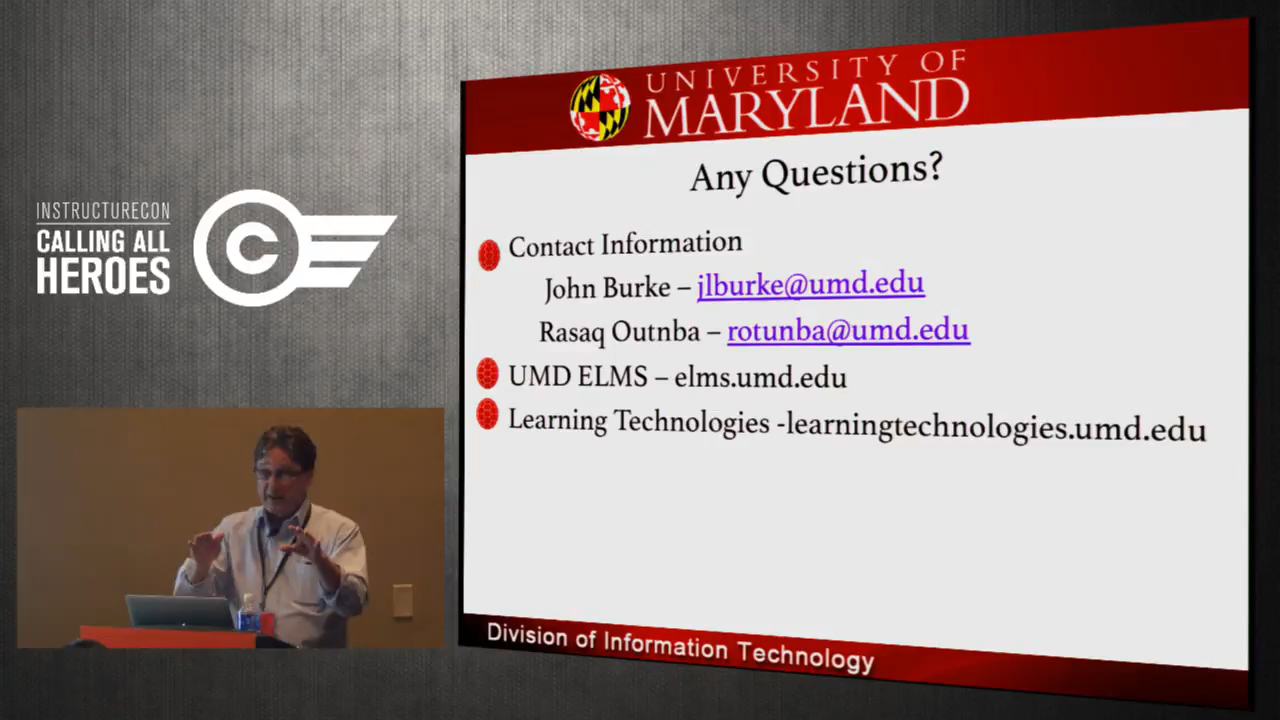 INSTRUCTURECON
CALLING ALL
HEROES
C
UNIVERSITY OF
MARYLAND
Any Questions?
Contact Information
John Burke – jlburke@umd.edu
Rasaq Outnba – rotunba@umd.edu
UMD ELMS – elms.umd.edu
Learning Technologies -learningtechnologies.umd.edu
Division of Information Technology